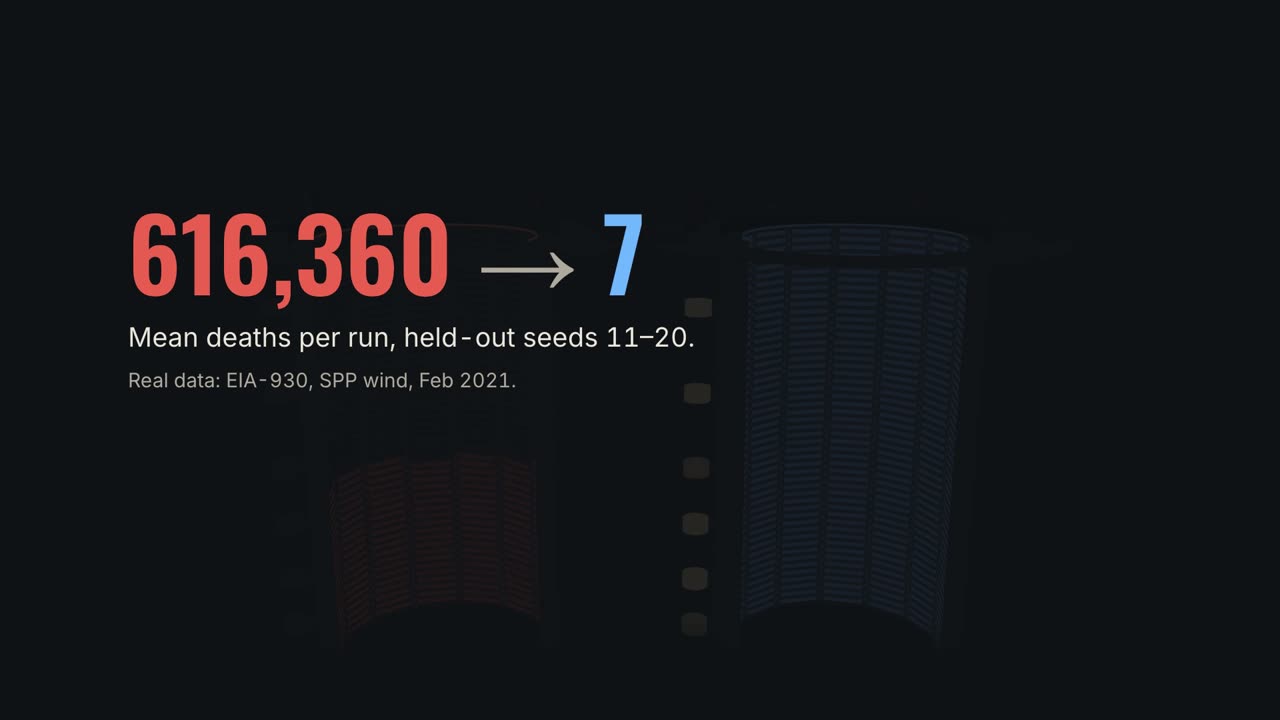 616,360 → 7
Mean deaths per run, held-out seeds 11–20.
Real data: EIA-930, SPP wind, Feb 2021.